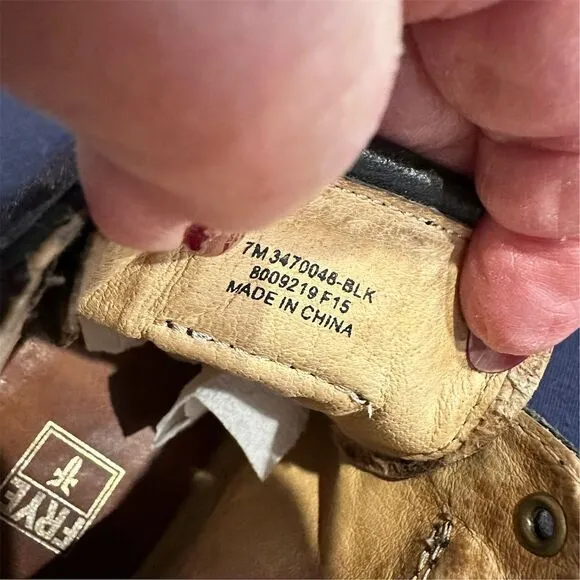 7M 3470048-BLK
8009219 F15
MADE IN CHINA
FRYE